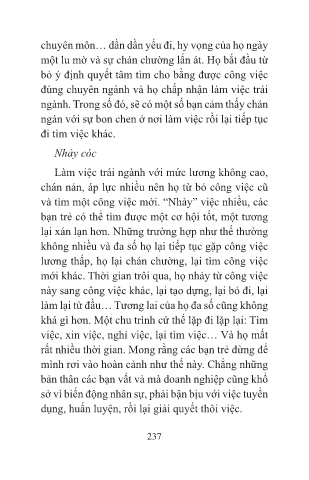 chuyên môn… dần dần yếu đi, hy vọng của họ ngày
một lu mờ và sự chán chường lấn át. Họ bắt đầu từ
bỏ ý định quyết tâm tìm cho bằng được công việc
đúng chuyên ngành và họ chấp nhận làm việc trái
ngành. Trong số đó, sẽ có một số bạn cảm thấy chán
ngán với sự bon chen ở nơi làm việc rồi lại tiếp tục
đi tìm việc khác.
Nhảy cóc
Làm việc trái ngành với mức lương không cao,
chán nản, áp lực nhiều nên họ từ bỏ công việc cũ
và tìm một công việc mới. “Nhảy” việc nhiều, các
bạn trẻ có thể tìm được một cơ hội tốt, một tương
lai xán lạn hơn. Những trường hợp như thế thường
không nhiều và đa số họ lại tiếp tục gặp công việc
lương thấp, họ lại chán chường, lại tìm công việc
mới khác. Thời gian trôi qua, họ nhảy từ công việc
này sang công việc khác, lại tạo dựng, lại bỏ đi, lại
làm lại từ đầu… Tương lai của họ đa số cũng không
khá gì hơn. Một chu trình cứ thế lặp đi lặp lại: Tìm
việc, xin việc, nghỉ việc, lại tìm việc… Và họ mất
rất nhiều thời gian. Mong rằng các bạn trẻ đừng để
mình rơi vào hoàn cảnh như thế này. Chẳng những
bản thân các bạn vất vả mà doanh nghiệp cũng khổ
sở vì biến động nhân sự, phải bận bịu với việc tuyển
dụng, huấn luyện, rồi lại giải quyết thôi việc.
237